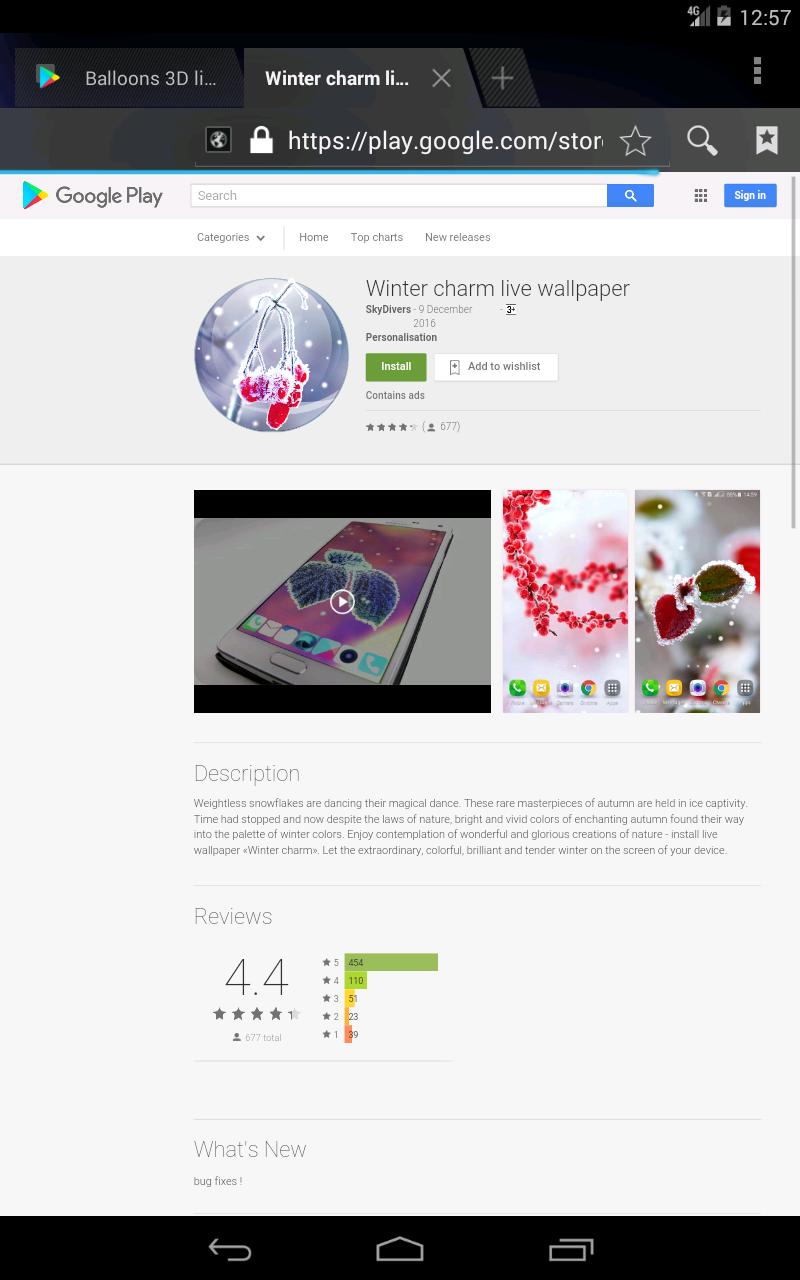 4G 12:57
Balloons 3D li...
Winter charm li...
https://play.google.com/stor
Google Play
Search
Sign in
Categories
Home
Top charts
New releases
Winter charm live wallpaper
SkyDivers - 9 December 2016 - 3+
Personalisation
Install
Add to wishlist
Contains ads
( 677)
Description
Weightless snowflakes are dancing their magical dance. These rare masterpieces of autumn are held in ice captivity.
Time had stopped and now despite the laws of nature, bright and vivid colors of enchanting autumn found their way
into the palette of winter colors. Enjoy contemplation of wonderful and glorious creations of nature - install live
wallpaper «Winter charm». Let the extraordinary, colorful, brilliant and tender winter on the screen of your device.
Reviews
4.4
677 total
5 454
4 110
3 51
2 23
1 39
What's New
bug fixes !